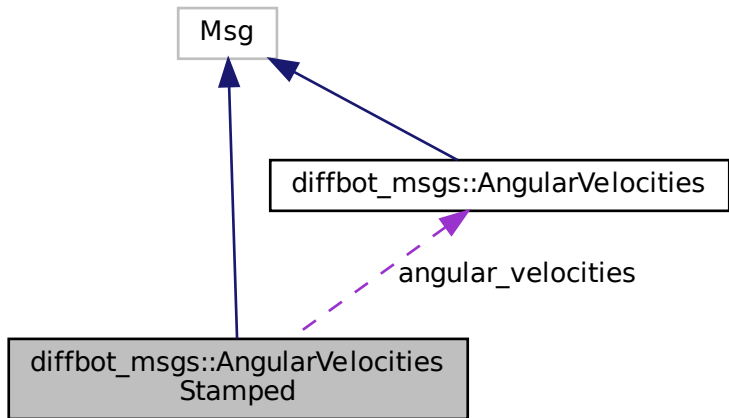 Msg
diffbot_msgs::AngularVelocities
angular_velocities
diffbot_msgs::AngularVelocities
Stamped